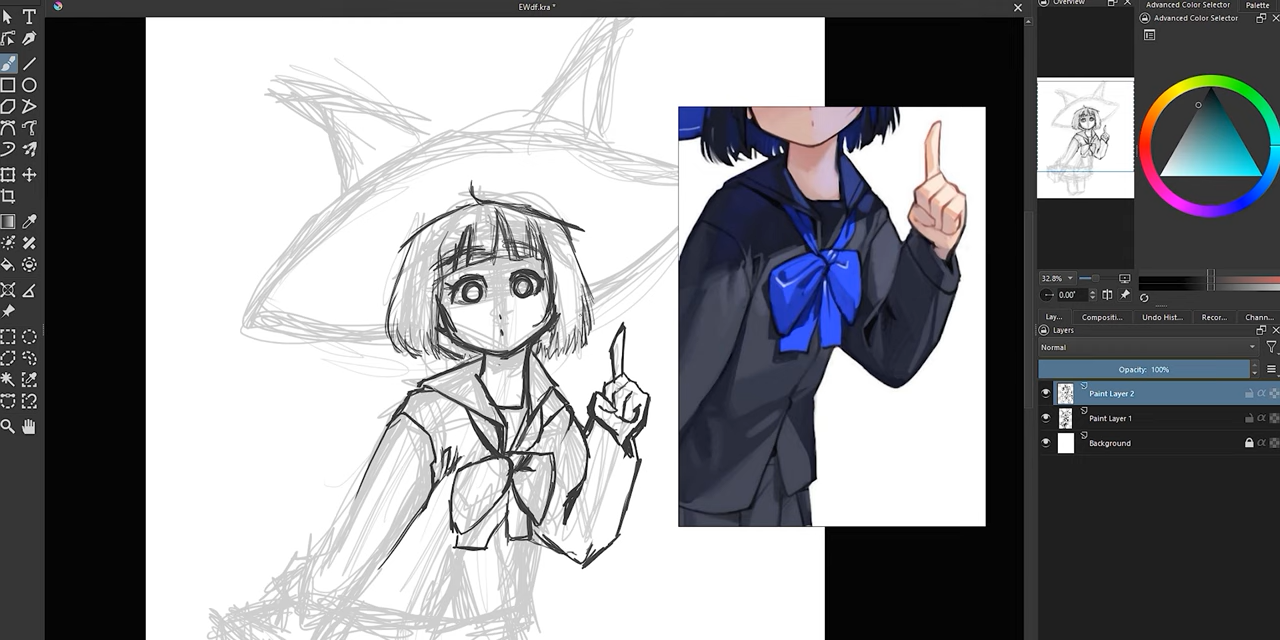 EWdf.kra *
Overview
Advanced Color Selector Palette
Advanced Color Selector
32.8%
0.00°
Lay... Compositi... Undo Hist... Recor... Chann...
Layers
Normal
Opacity: 100%
Paint Layer 2
Paint Layer 1
Background